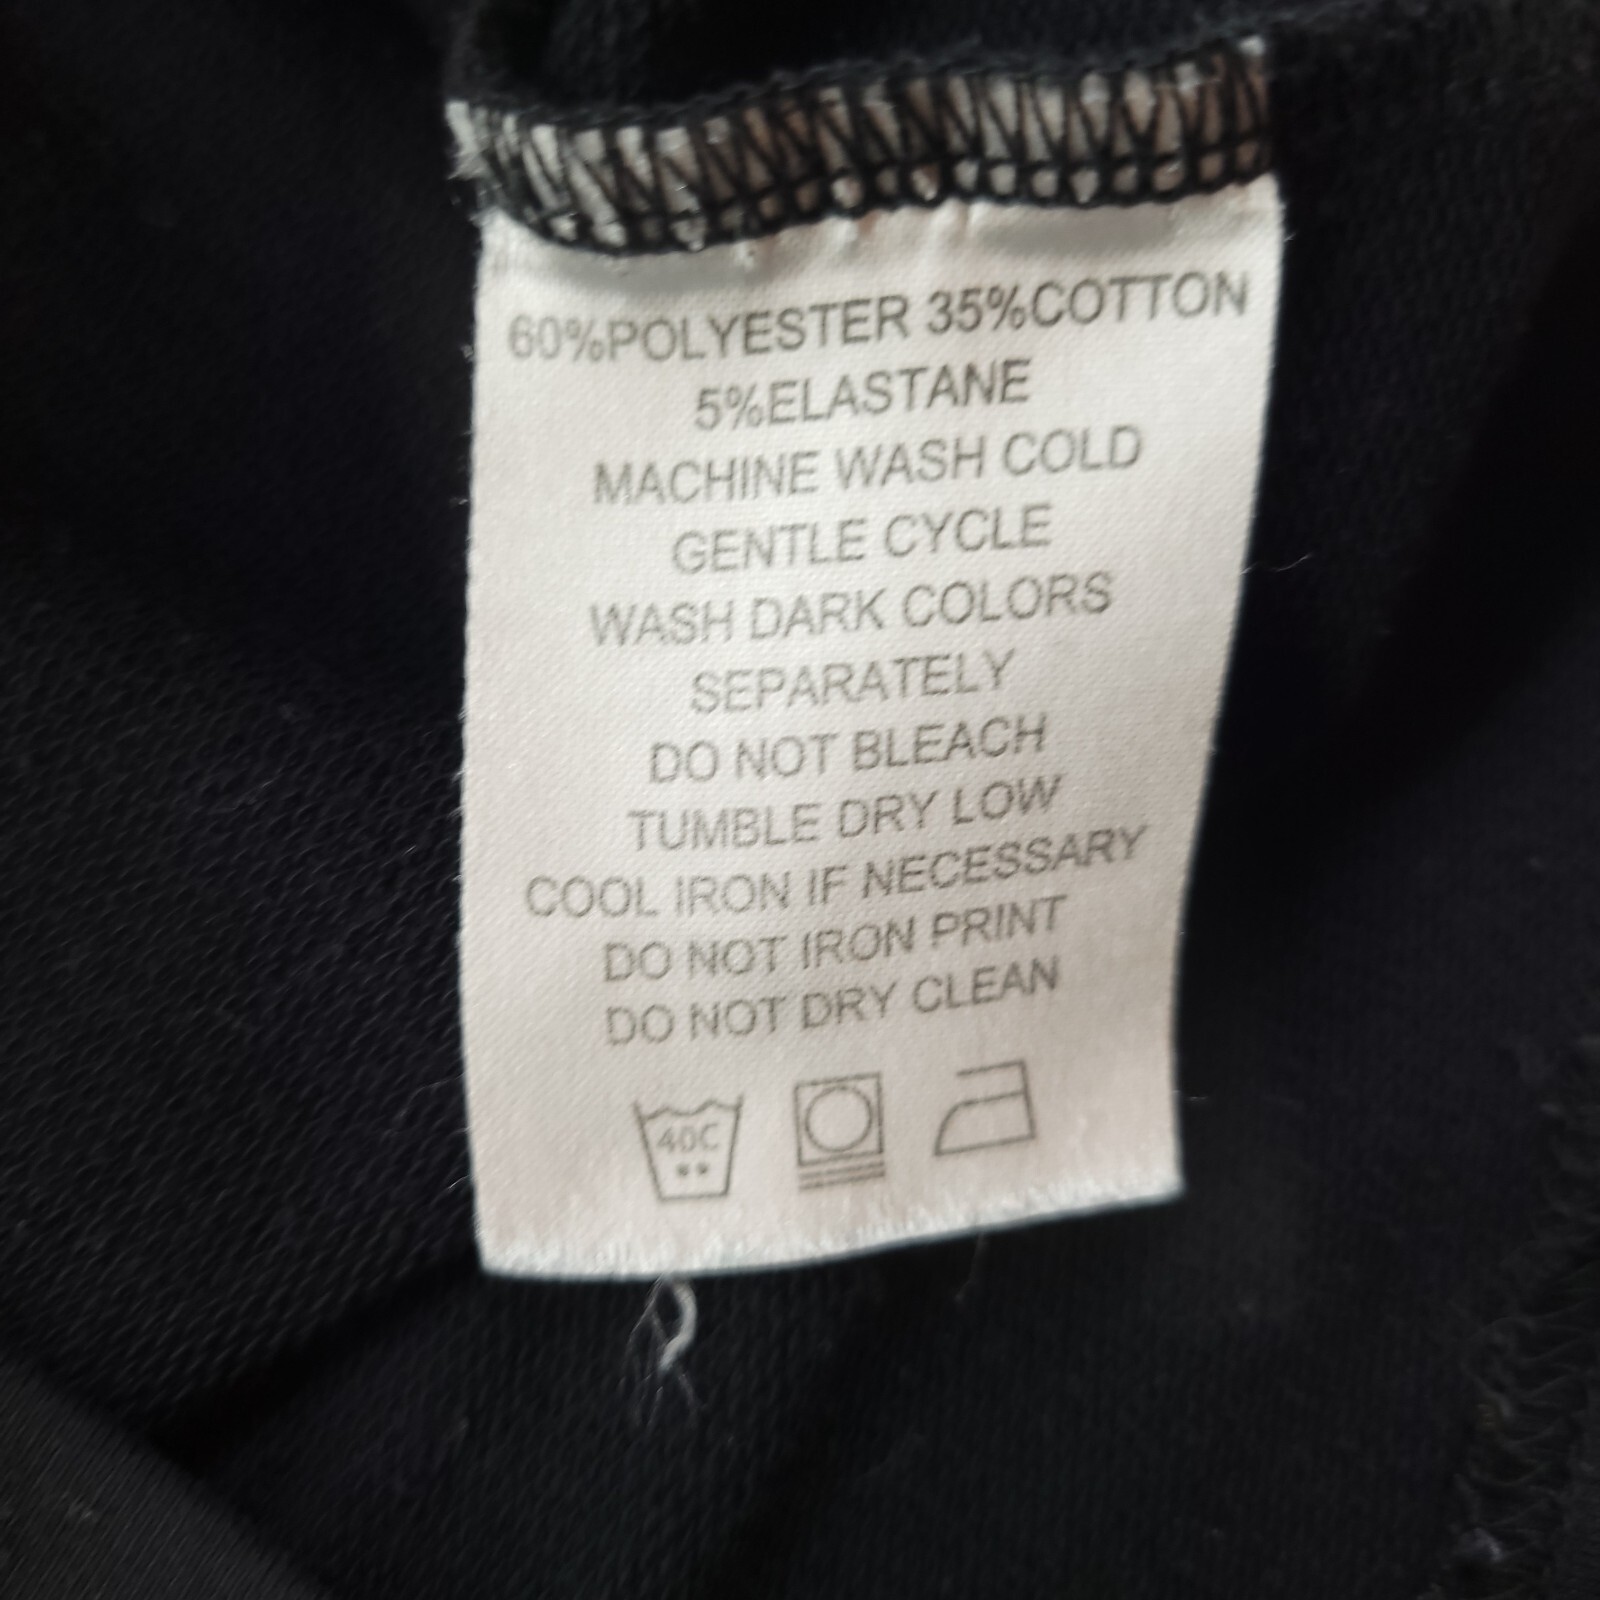 60%POLYESTER 35%COTTON
5%ELASTANE
MACHINE WASH COLD
GENTLE CYCLE
WASH DARK COLORS
SEPARATELY
DO NOT BLEACH
TUMBLE DRY LOW
COOL IRON IF NECESSARY
DO NOT IRON PRINT
DO NOT DRY CLEAN
40C